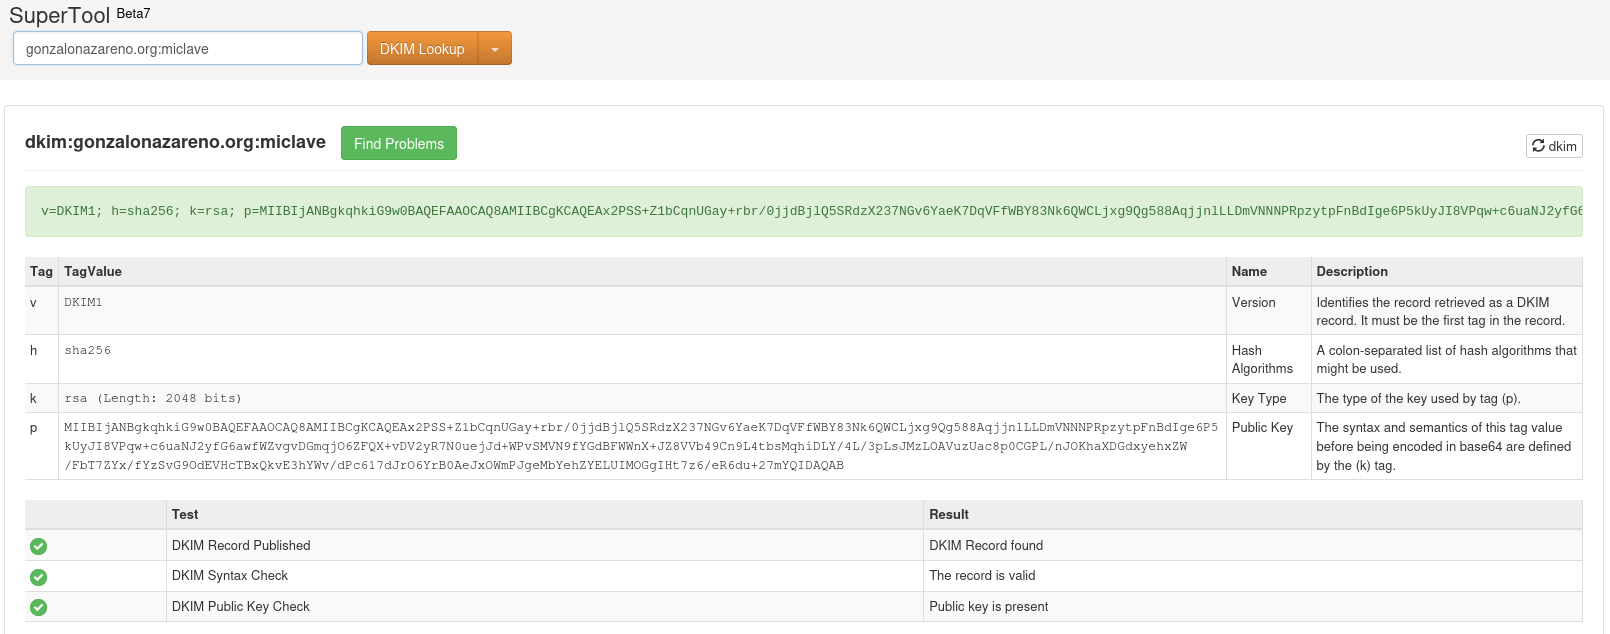 SuperTool Beta7
gonzalonazareno.org:miclave
DKIM Lookup
dkim:gonzalonazareno.org:miclave
Find Problems
dkim
v=DKIM1; h=sha256; k=rsa; p=MIIBIjANBgkqhkiG9w0BAQEFAAOCAQ8AMIIBCgKCAQEAx2PSS+Z1bCqnUGay+rbr/0jjdBjlQ5SRdzX237NGv6YaeK7DqVFfWBY83Nk6QWCLjxg9Qg588AqjjnlLLDmVNNNPRpzytpFnBdIge6P5kUyJI8VPqw+c6uaNJ2yfG6
Tag TagValue Name Description
v DKIM1 Version Identifies the record retrieved as a DKIM
record. It must be the first tag in the record.
h sha256 Hash A colon-separated list of hash algorithms that
Algorithms might be used.
k rsa (Length: 2048 bits) Key Type The type of the key used by tag (p).
p MIIBIjANBgkqhkiG9w0BAQEFAAOCAQ8AMIIBCgKCAQEAx2PSS+Z1bCqnUGay+rbr/0jjdBjlQ5SRdzX237NGv6YaeK7DqVFfWBY83Nk6QWCLjxg9Qg588AqjjnlLLDmVNNNPRpzytpFnBdIge6P5 Public Key The syntax and semantics of this tag value
kUyJI8VPqw+c6uaNJ2yfG6awfWZvgvDGmqjO6ZFQX+vDV2yR7N0uejJd+WPvSMVN9fYGdBFWWnX+JZ8VVb49Cn9L4tbsMqhiDLY/4L/3pLsJMzLOAVuzUac8p0CGPL/nJOKhaXDGdxyehxZW before being encoded in base64 are defined
/FbT7ZYx/fYzSvG9OdEVHcTBxQkvE3hYWv/dPc617dJrO6YrB0AeJxOWmPJgeMbYehZYELUIMOGgIHt7z6/eR6du+27mYQIDAQAB by the (k) tag.
Test Result
DKIM Record Published DKIM Record found
DKIM Syntax Check The record is valid
DKIM Public Key Check Public key is present